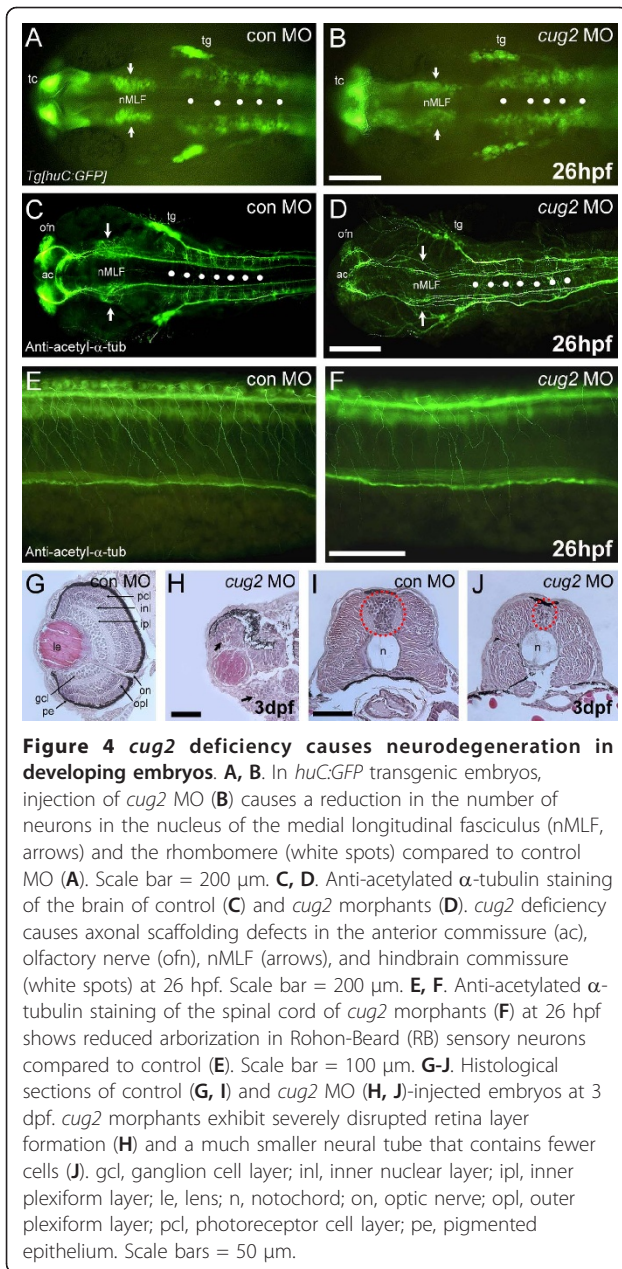 A con MO
tg
tc
nMLF
Tg[huC:GFP]
B cug2 MO
tg
tc
nMLF
26hpf
C con MO
ofn
tg
ac
nMLF
Anti-acetyl-α-tub
D cug2 MO
ofn
tg
ac
nMLF
26hpf
E con MO
Anti-acetyl-α-tub
F cug2 MO
26hpf
G con MO
pcl
inl
ipl
le
gcl
pe
on
opl
H cug2 MO
3dpf
I con MO
n
J cug2 MO
n
3dpf
Figure 4 cug2 deficiency causes neurodegeneration in
developing embryos. A, B. In huC:GFP transgenic embryos,
injection of cug2 MO (B) causes a reduction in the number of
neurons in the nucleus of the medial longitudinal fasciculus (nMLF,
arrows) and the rhombomere (white spots) compared to control
MO (A). Scale bar = 200 μm. C, D. Anti-acetylated α-tubulin staining
of the brain of control (C) and cug2 morphants (D). cug2 deficiency
causes axonal scaffolding defects in the anterior commissure (ac),
olfactory nerve (ofn), nMLF (arrows), and hindbrain commissure
(white spots) at 26 hpf. Scale bar = 200 μm. E, F. Anti-acetylated α-
tubulin staining of the spinal cord of cug2 morphants (F) at 26 hpf
shows reduced arborization in Rohon-Beard (RB) sensory neurons
compared to control (E). Scale bar = 100 μm. G-J. Histological
sections of control (G, I) and cug2 MO (H, J)-injected embryos at 3
dpf. cug2 morphants exhibit severely disrupted retina layer
formation (H) and a much smaller neural tube that contains fewer
cells (J). gcl, ganglion cell layer; inl, inner nuclear layer; ipl, inner
plexiform layer; le, lens; n, notochord; on, optic nerve; opl, outer
plexiform layer; pcl, photoreceptor cell layer; pe, pigmented
epithelium. Scale bars = 50 μm.